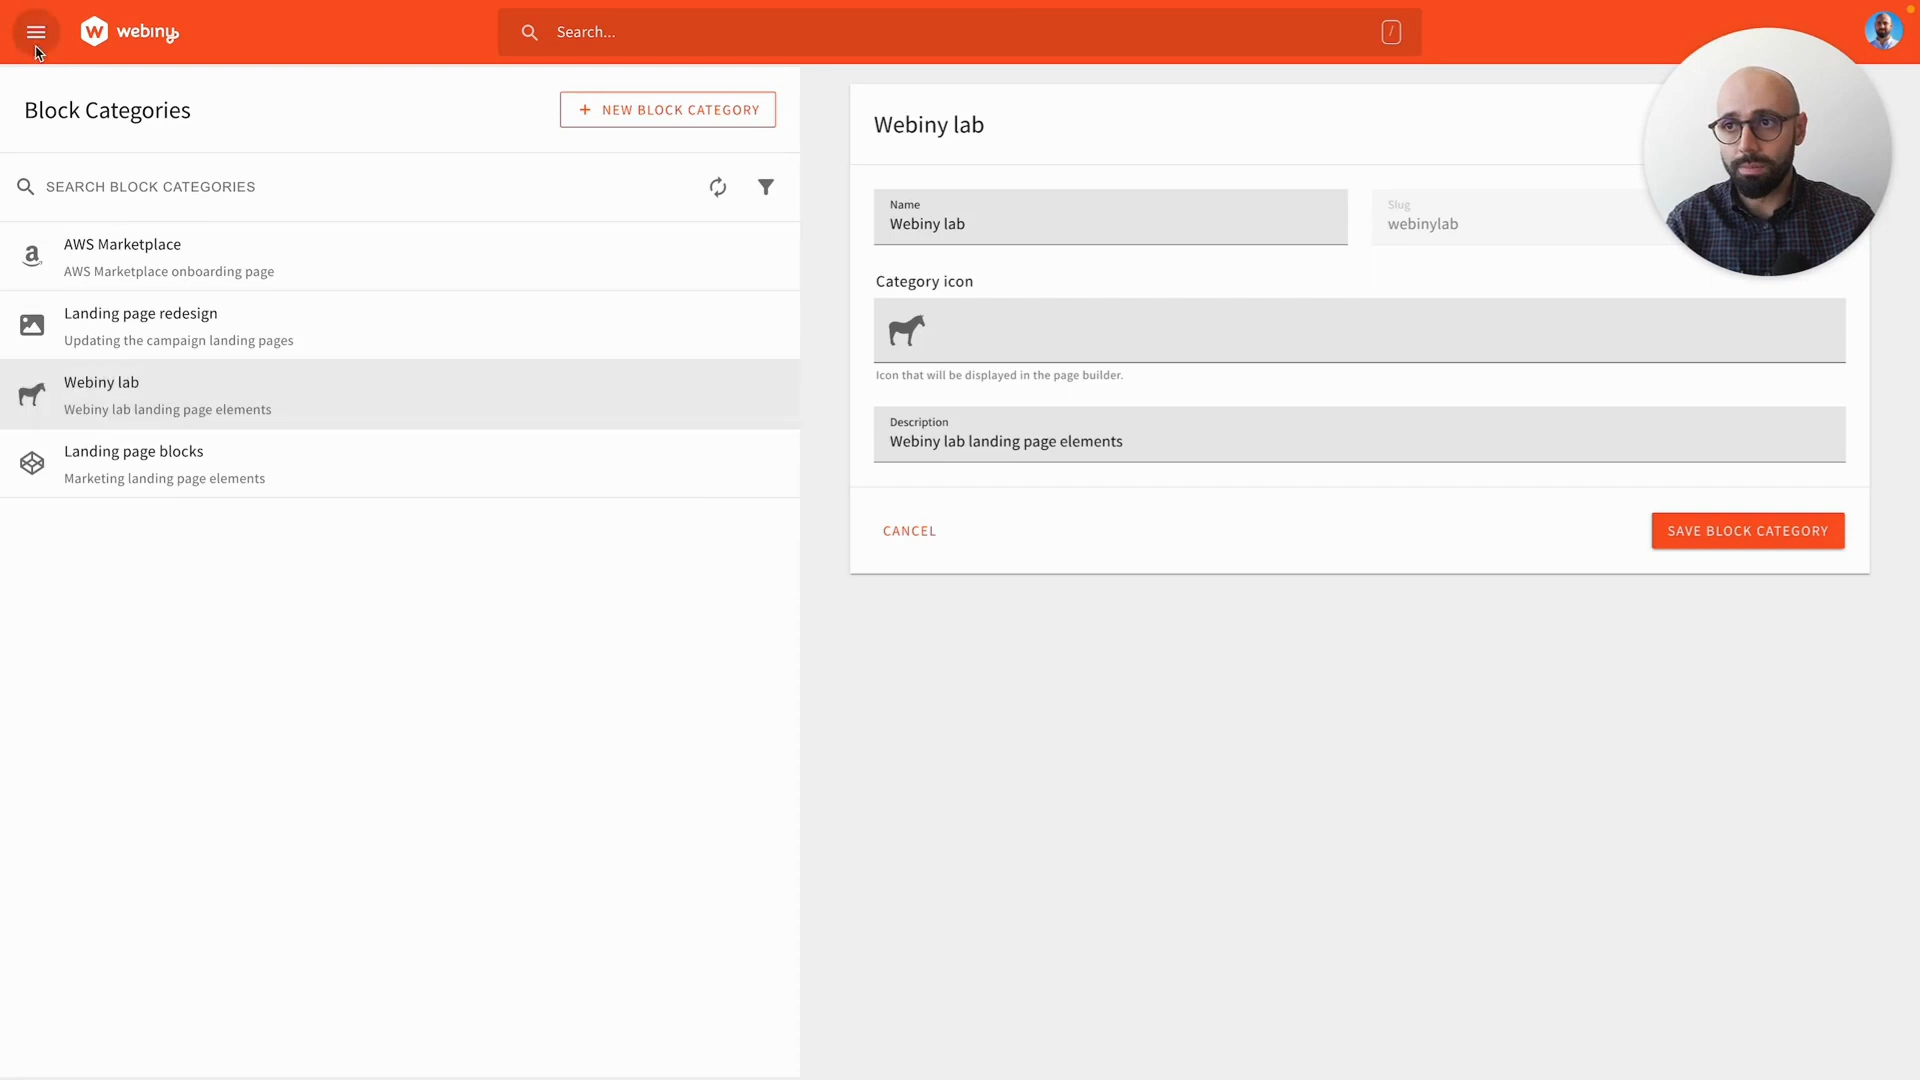 webiny
Search...
/
Block Categories
+ NEW BLOCK CATEGORY
SEARCH BLOCK CATEGORIES
AWS Marketplace
AWS Marketplace onboarding page
Landing page redesign
Updating the campaign landing pages
Webiny lab
Webiny lab landing page elements
Landing page blocks
Marketing landing page elements
Webiny lab
Name
Webiny lab
Slug
webinylab
Category icon
Icon that will be displayed in the page builder.
Description
Webiny lab landing page elements
CANCEL
SAVE BLOCK CATEGORY